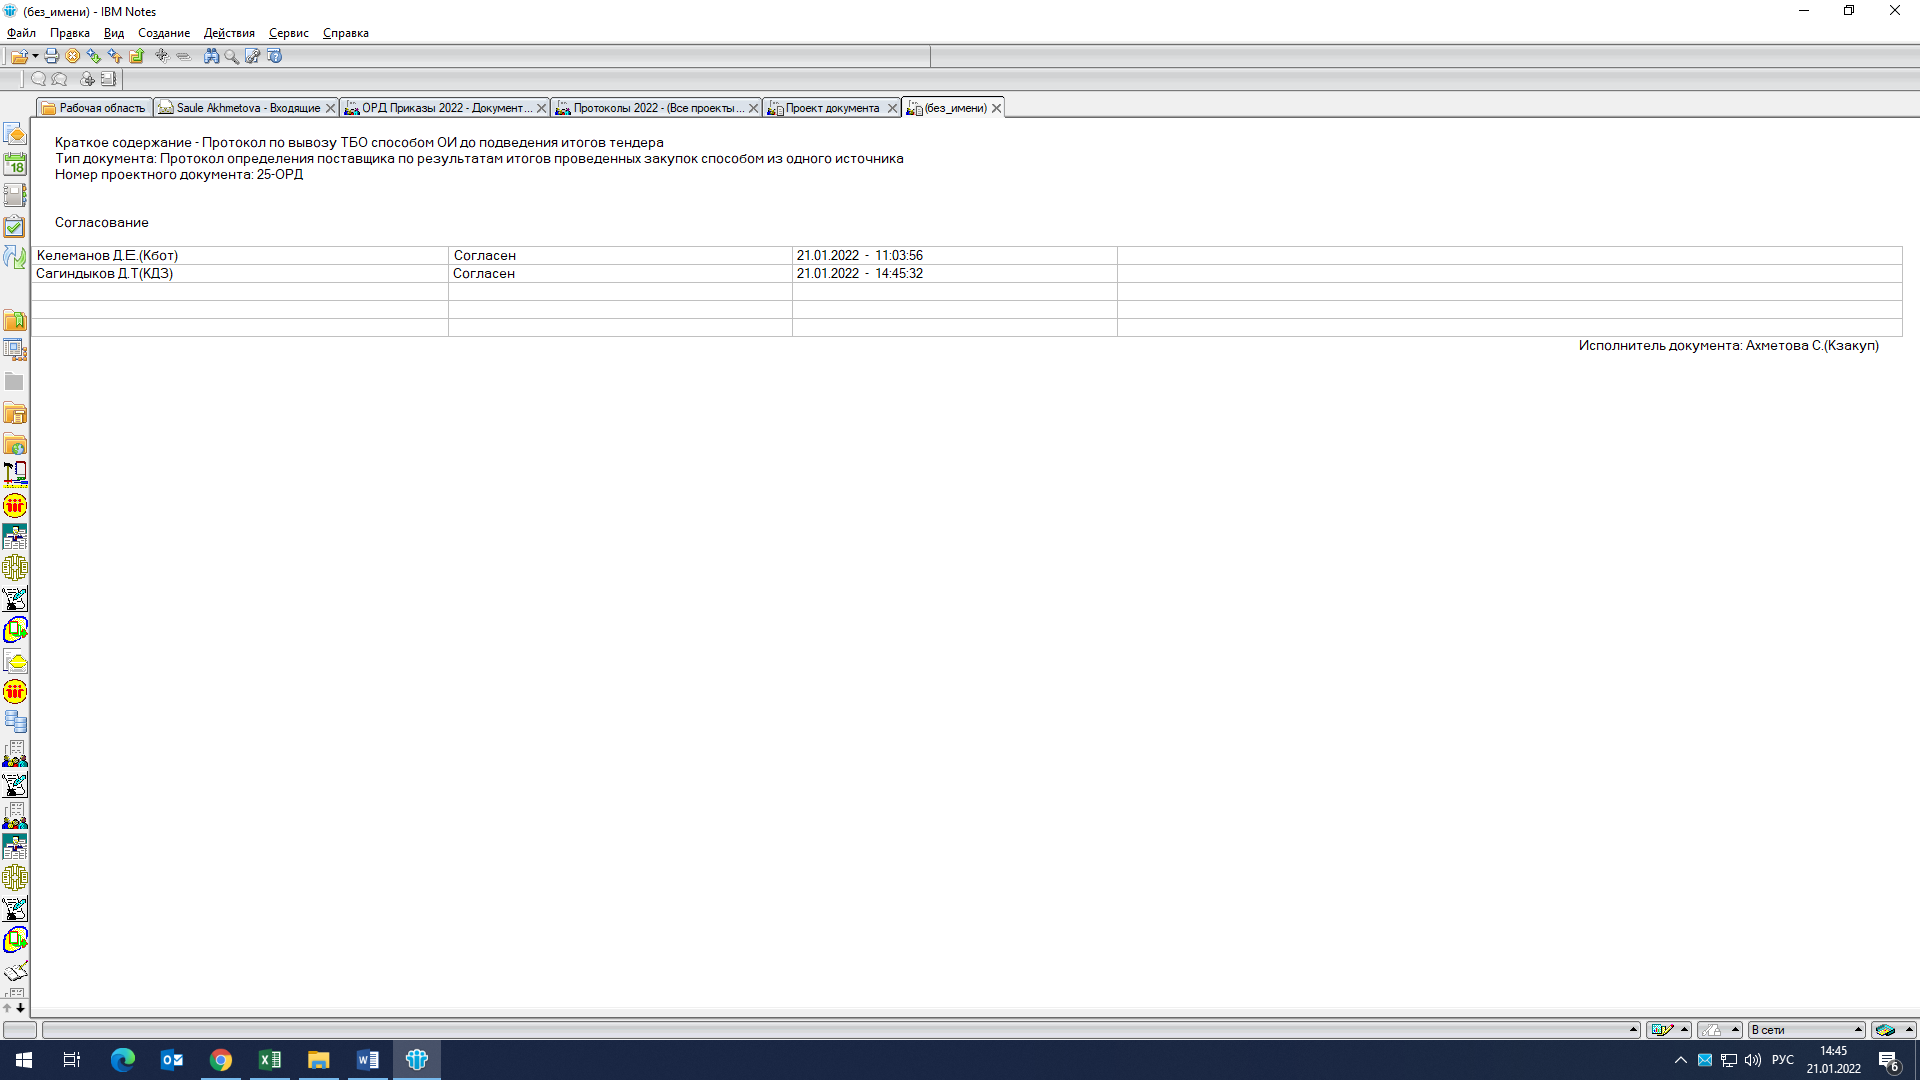 (без_имени) - IBM Notes
Файл Правка Вид Создание Действия Сервис Справка
Рабочая область
Saule Akhmetova - Входящие
ОРД Приказы 2022 - Документ...
Протоколы 2022 - (Все проекты...
Проект документа
(без_имени)
18
Краткое содержание - Протокол по вывозу ТБО способом ОИ до подведения итогов тендера
Тип документа: Протокол определения поставщика по результатам итогов проведенных закупок способом из одного источника
Номер проектного документа: 25-ОРД
Согласование
Келеманов Д.Е.(Кбот) Согласен 21.01.2022 - 11:03:56
Сагиндыков Д.Т(КДЗ) Согласен 21.01.2022 - 14:45:32
Исполнитель документа: Ахметова С.(Кзакуп)
В сети
РУС
14:45
21.01.2022
6